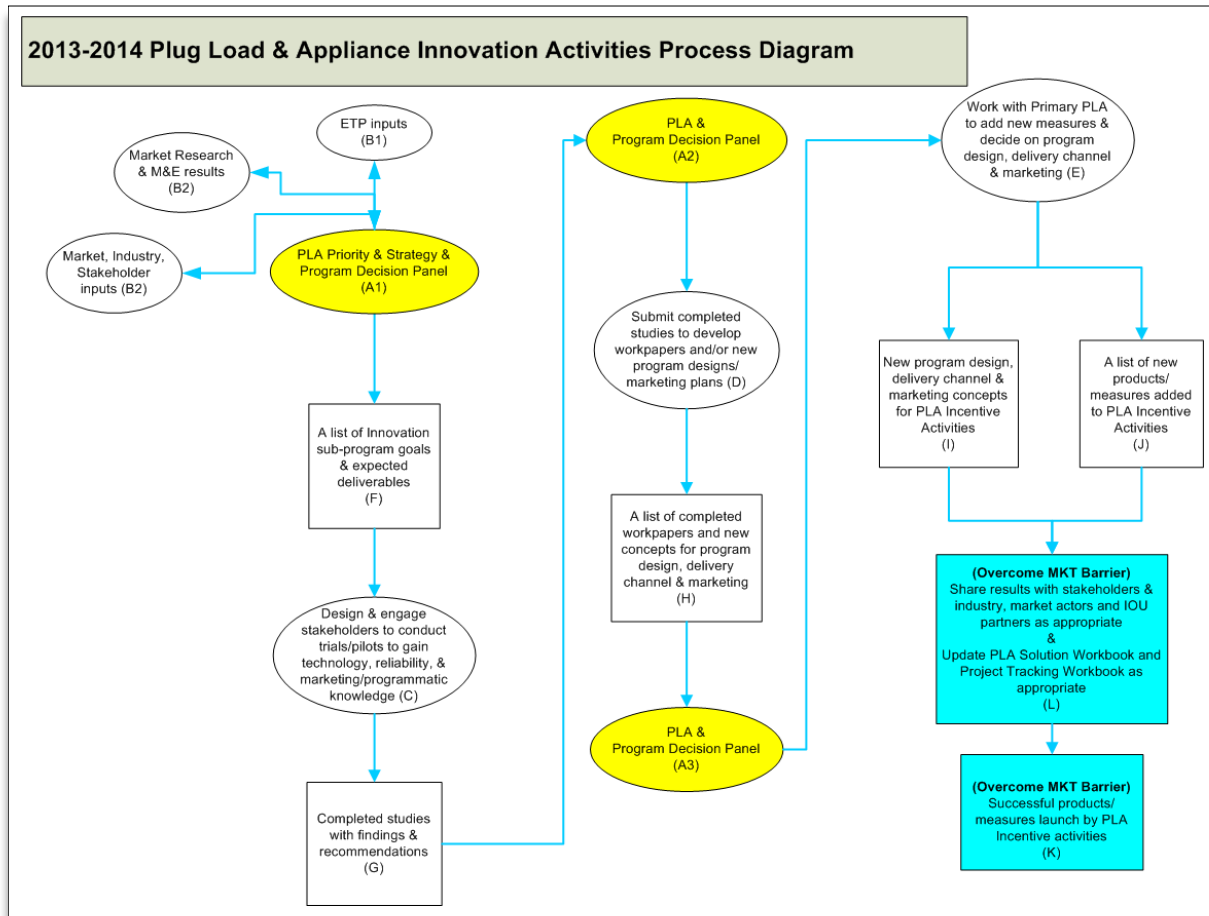 2013-2014 Plug Load & Appliance Innovation Activities Process Diagram
ETP inputs
(B1)
Market Research
& M&E results
(B2)
Market, Industry,
Stakeholder
inputs (B2)
PLA Priority & Strategy &
Program Decision Panel
(A1)
A list of Innovation
sub-program goals
& expected
deliverables
(F)
Design & engage
stakeholders to conduct
trials/pilots to gain
technology, reliability, &
marketing/programmatic
knowledge (C)
Completed studies
with findings &
recommendations
(G)
PLA &
Program Decision Panel
(A2)
Submit completed
studies to develop
workpapers and/or new
program designs/
marketing plans (D)
A list of completed
workpapers and new
concepts for program
design, delivery
channel & marketing
(H)
PLA &
Program Decision Panel
(A3)
Work with Primary PLA
to add new measures &
decide on program
design, delivery channel
& marketing (E)
New program design,
delivery channel &
marketing concepts
for PLA Incentive
Activities
(I)
A list of new
products/
measures added
to PLA Incentive
Activities
(J)
(Overcome MKT Barrier)
Share results with stakeholders &
industry, market actors and IOU
partners as appropriate
&
Update PLA Solution Workbook and
Project Tracking Workbook as
appropriate
(L)
(Overcome MKT Barrier)
Successful products/
measures launch by PLA
Incentive activities
(K)